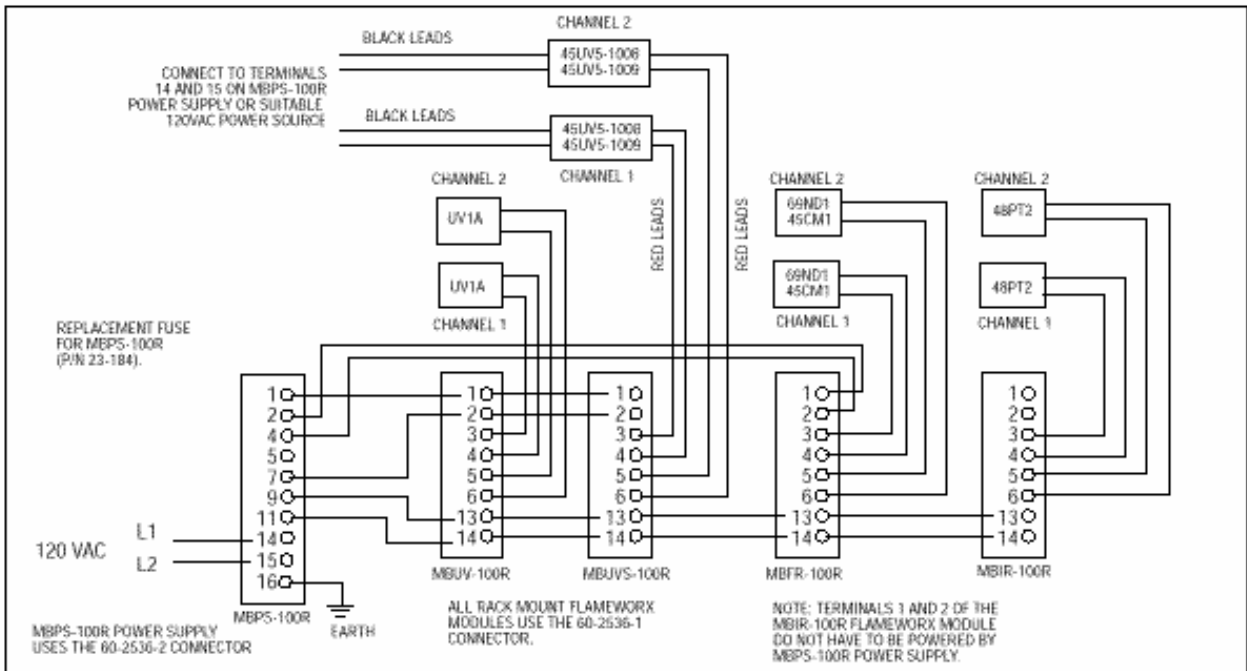 CHANNEL 2
BLACK LEADS
45UV5-1008
45UV5-1009
CONNECT TO TERMINALS
14 AND 15 ON MBPS-100R
POWER SUPPLY OR SUITABLE
120VAC POWER SOURCE
BLACK LEADS
45UV5-1008
45UV5-1009
CHANNEL 1
CHANNEL 2
UV1A
UV1A
CHANNEL 1
RED LEADS
RED LEADS
CHANNEL 2
69ND1
45CM1
69ND1
45CM1
CHANNEL 1
CHANNEL 2
48PT2
48PT2
CHANNEL 1
REPLACEMENT FUSE
FOR MBPS-100R
(P/N 23-184).
1
2
4
5
7
9
11
14
15
16
MBPS-100R
120 VAC
L1
L2
EARTH
1
2
3
4
5
6
13
14
MBUV-100R
1
2
3
4
5
6
13
14
MBUVS-100R
1
2
3
4
5
6
13
14
MBFR-100R
1
2
3
4
5
6
13
14
MBIR-100R
MBPS-100R POWER SUPPLY
USES THE 60-2536-2 CONNECTOR
ALL RACK MOUNT FLAMEWORX
MODULES USE THE 60-2536-1
CONNECTOR.
NOTE: TERMINALS 1 AND 2 OF THE
MBIR-100R FLAMEWORX MODULE
DO NOT HAVE TO BE POWERED BY
MBPS-100R POWER SUPPLY.